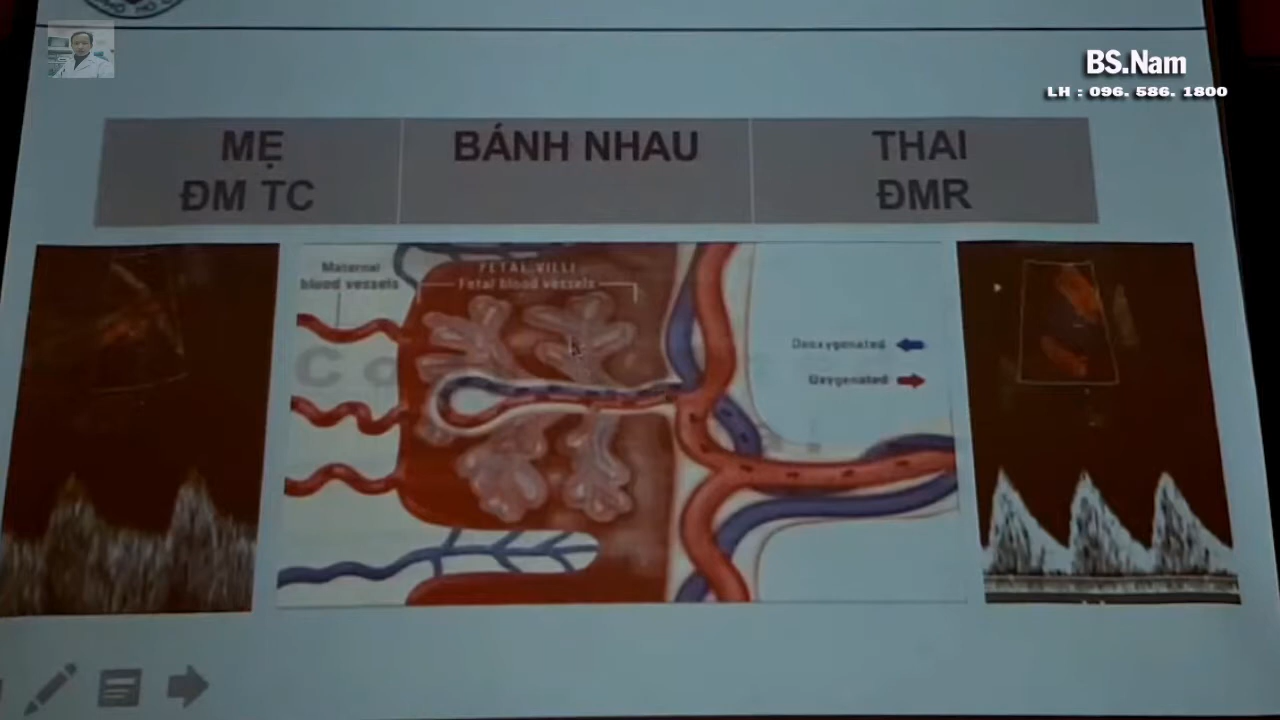 BS.Nam
LH : 096. 586. 1800
MẸ
ĐM TC
BÁNH NHAU
THAI
ĐMR
Maternal
blood vessels
FETAL VILLI
Fetal blood vessels
Deoxygenated
Oxygenated